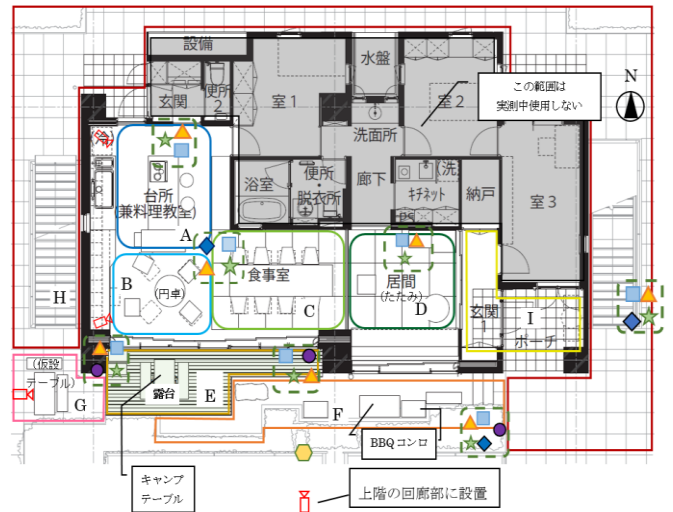 設備
水盤
この範囲は
実測中使用しない
N
玄関
便所
2
室1
室2
洗面所
冷
台所
(兼料理教室)
浴室
便所
・
脱衣所
廊下
キチネット
洗
PS
納戸
室3
A
B
(円卓)
食事室
C
居間
(たたみ)
D
玄関
1
I
ポーチ
H
(仮設
テーブル)
G
露台
E
F
BBQコンロ
キャンプ
テーブル
上階の回廊部に設置